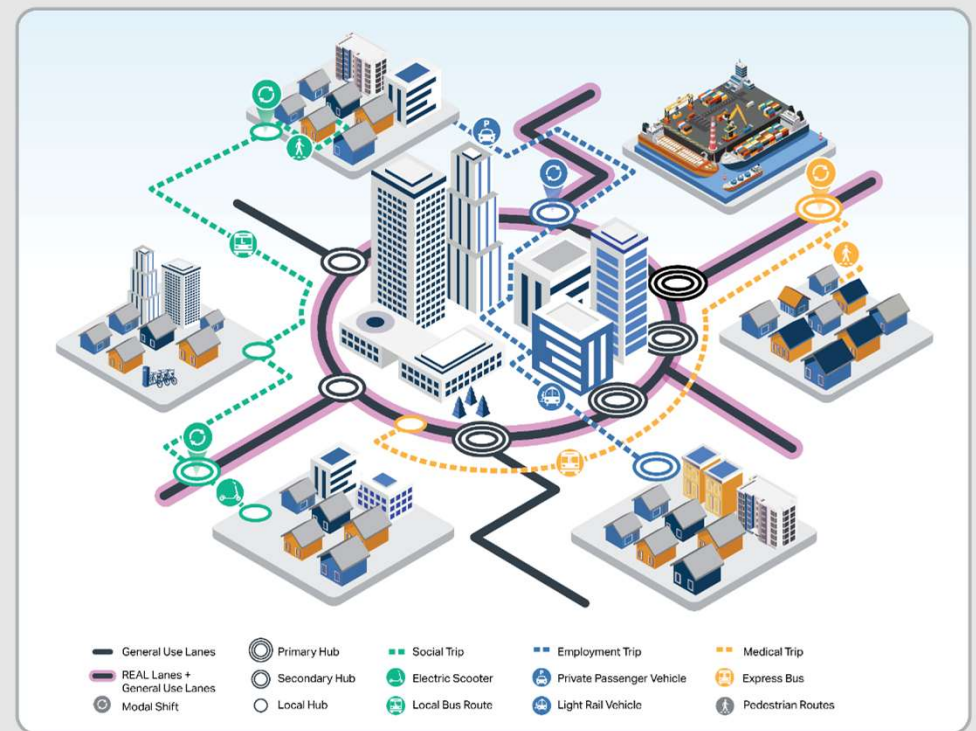 P
General Use Lanes
Primary Hub
Social Trip
Employment Trip
Medical Trip
REAL Lanes +
General Use Lanes
Secondary Hub
Electric Scooter
Private Passenger Vehicle
Express Bus
Modal Shift
Local Hub
Local Bus Route
Light Rail Vehicle
Pedestrian Routes